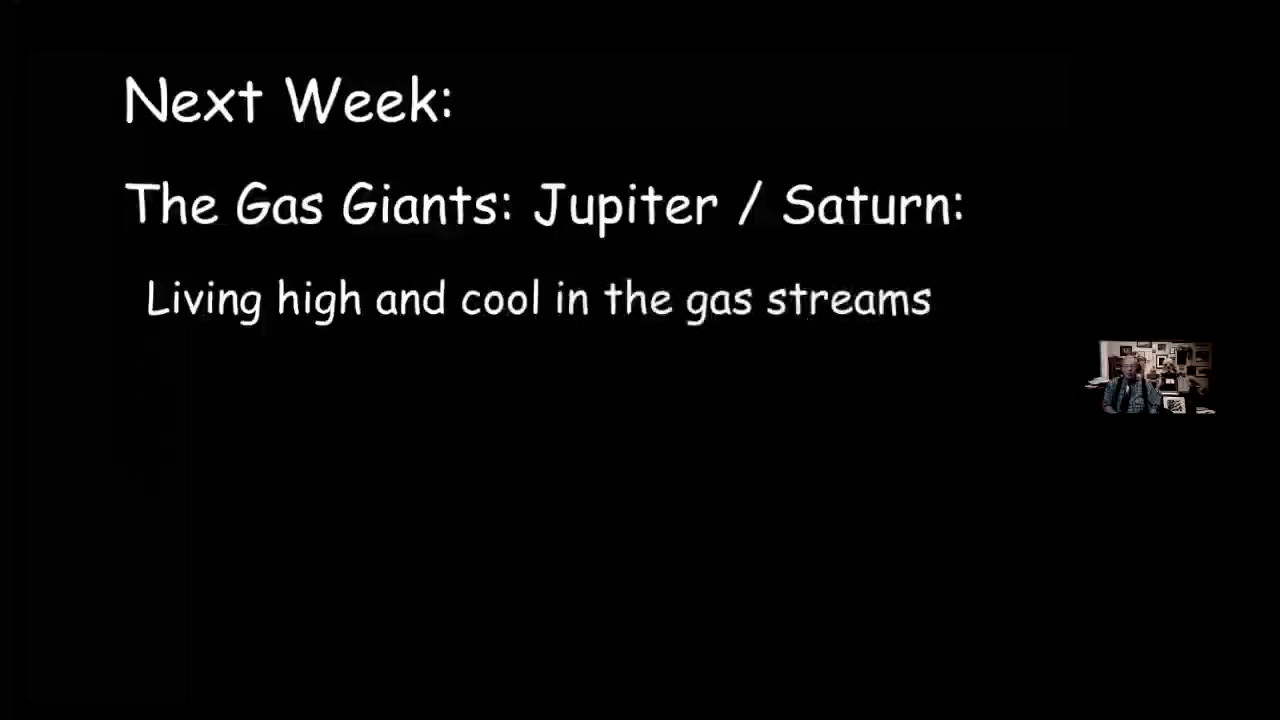 Next Week:
The Gas Giants: Jupiter / Saturn:
Living high and cool in the gas streams